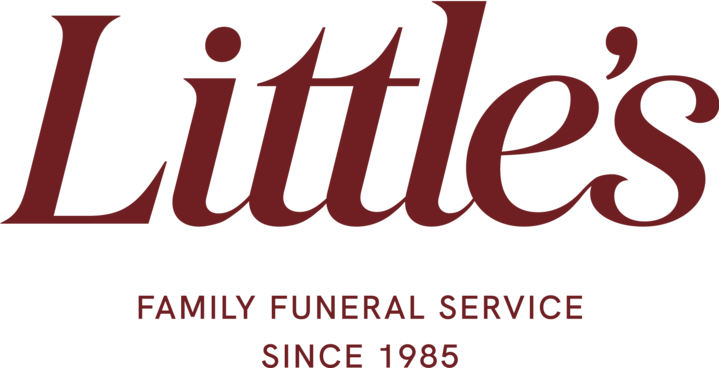 Little's
FAMILY FUNERAL SERVICE
SINCE 1985